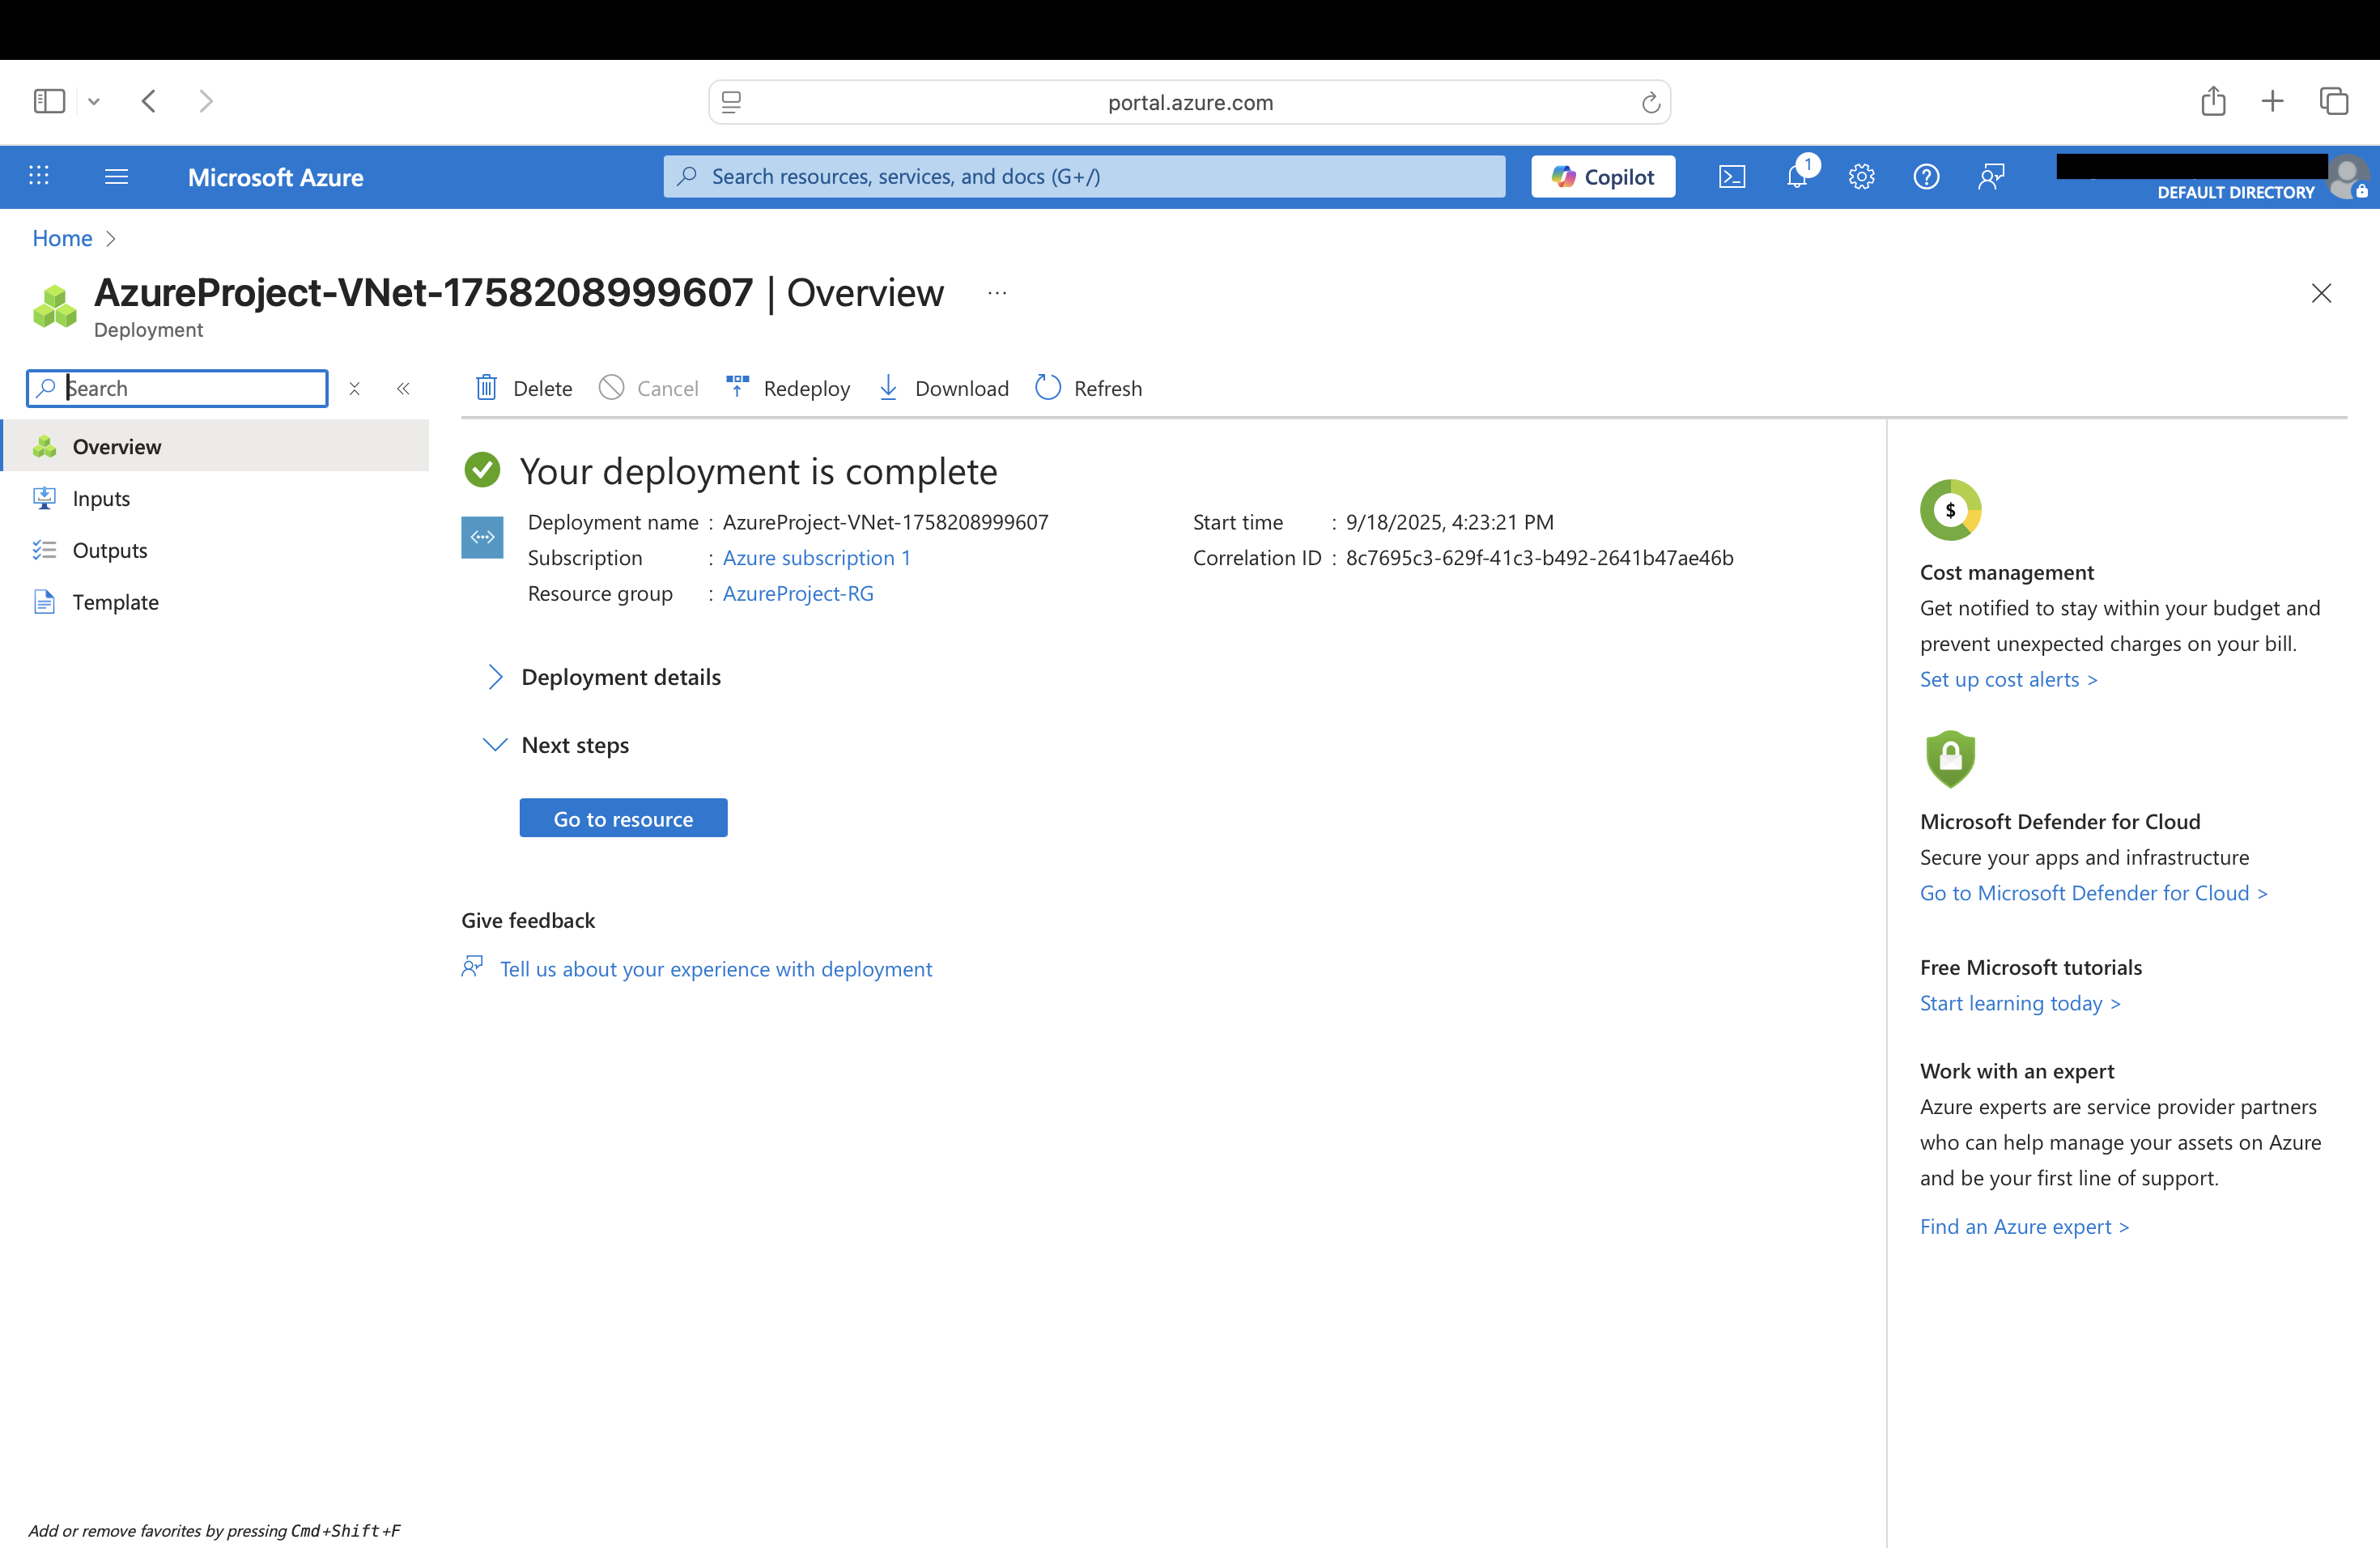 portal.azure.com
Microsoft Azure
Search resources, services, and docs (G+/)
Copilot
1
DEFAULT DIRECTORY
Home
AzureProject-VNet-1758208999607 | Overview ...
Deployment
Search
Delete Cancel Redeploy Download Refresh
Overview
Inputs
Outputs
Template
Your deployment is complete
Deployment name : AzureProject-VNet-1758208999607
Subscription : Azure subscription 1
Resource group : AzureProject-RG
Start time : 9/18/2025, 4:23:21 PM
Correlation ID : 8c7695c3-629f-41c3-b492-2641b47ae46b
Deployment details
Next steps
Go to resource
Give feedback
Tell us about your experience with deployment
$
Cost management
Get notified to stay within your budget and
prevent unexpected charges on your bill.
Set up cost alerts >
Microsoft Defender for Cloud
Secure your apps and infrastructure
Go to Microsoft Defender for Cloud >
Free Microsoft tutorials
Start learning today >
Work with an expert
Azure experts are service provider partners
who can help manage your assets on Azure
and be your first line of support.
Find an Azure expert >
Add or remove favorites by pressing Cmd+Shift+F